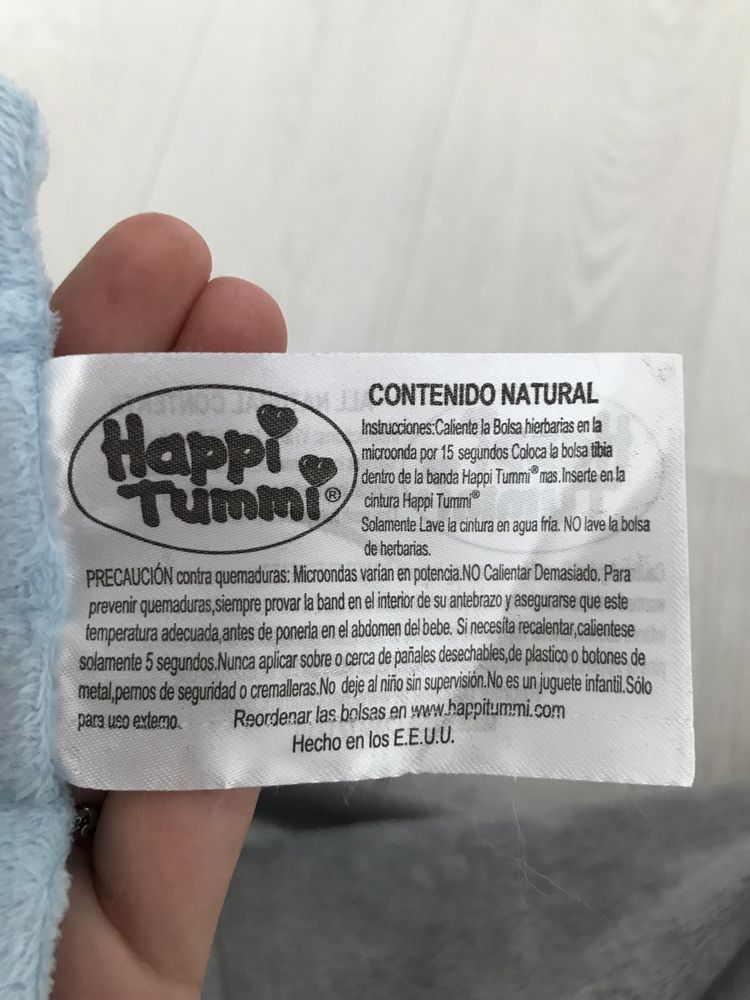 Happi
Tummi®
CONTENIDO NATURAL
Instrucciones:Caliente la Bolsa hierbarias en la
microonda por 15 segundos Coloca la bolsa tibia
dentro de la banda Happi Tummi® mas.Inserte en la
cintura Happi Tummi®
Solamente Lave la cintura en agua fría. NO lave la bolsa
de herbarias.
PRECAUCIÓN contra quemaduras: Microondas varían en potencia.NO Calientar Demasiado. Para
prevenir quemaduras,siempre provar la band en el interior de su antebrazo y asegurarse que este
temperatura adecuada,antes de ponerla en el abdomen del bebe. Si necesíta recalentar,calientese
solamente 5 segundos.Nunca aplicar sobre o cerca de pañales desechables,de plastico o botones de
metal,pernos de seguridad o cremalleras.No deje al niño sin supervisión.No es un juguete infantil.Sólo
para uso externo. Reordenar las bolsas en www.happitummi.com
Hecho en los E.E.U.U.